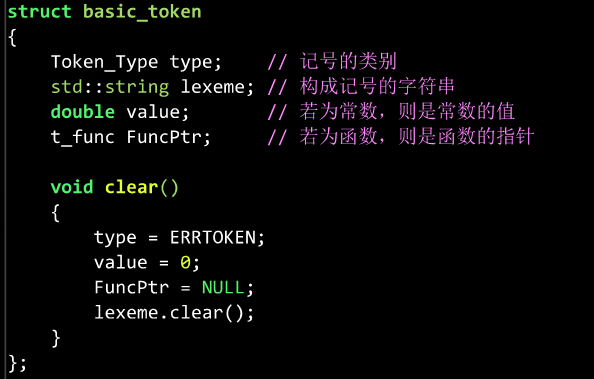 struct basic_token
{
    Token_Type type;    // 记号的类别
    std::string lexeme; // 构成记号的字符串
    double value;       // 若为常数，则是常数的值
    t_func FuncPtr;     // 若为函数，则是函数的指针

    void clear()
    {
        type = ERRTOKEN;
        value = 0;
        FuncPtr = NULL;
        lexeme.clear();
    }
};